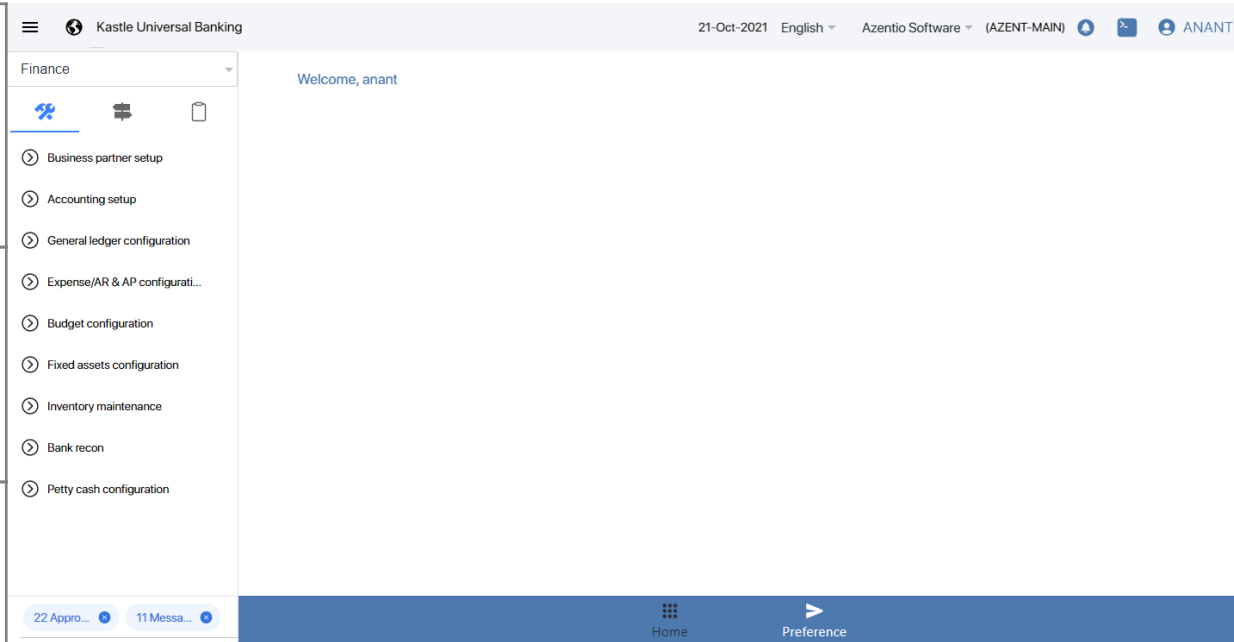 Kastle Universal Banking
21-Oct-2021 English Azentio Software (AZENT-MAIN) ANANT
Finance
Welcome, anant
Business partner setup
Accounting setup
General ledger configuration
Expense/AR & AP configurati...
Budget configuration
Fixed assets configuration
Inventory maintenance
Bank recon
Petty cash configuration
22 Appro... 11 Messa...
Home Preference